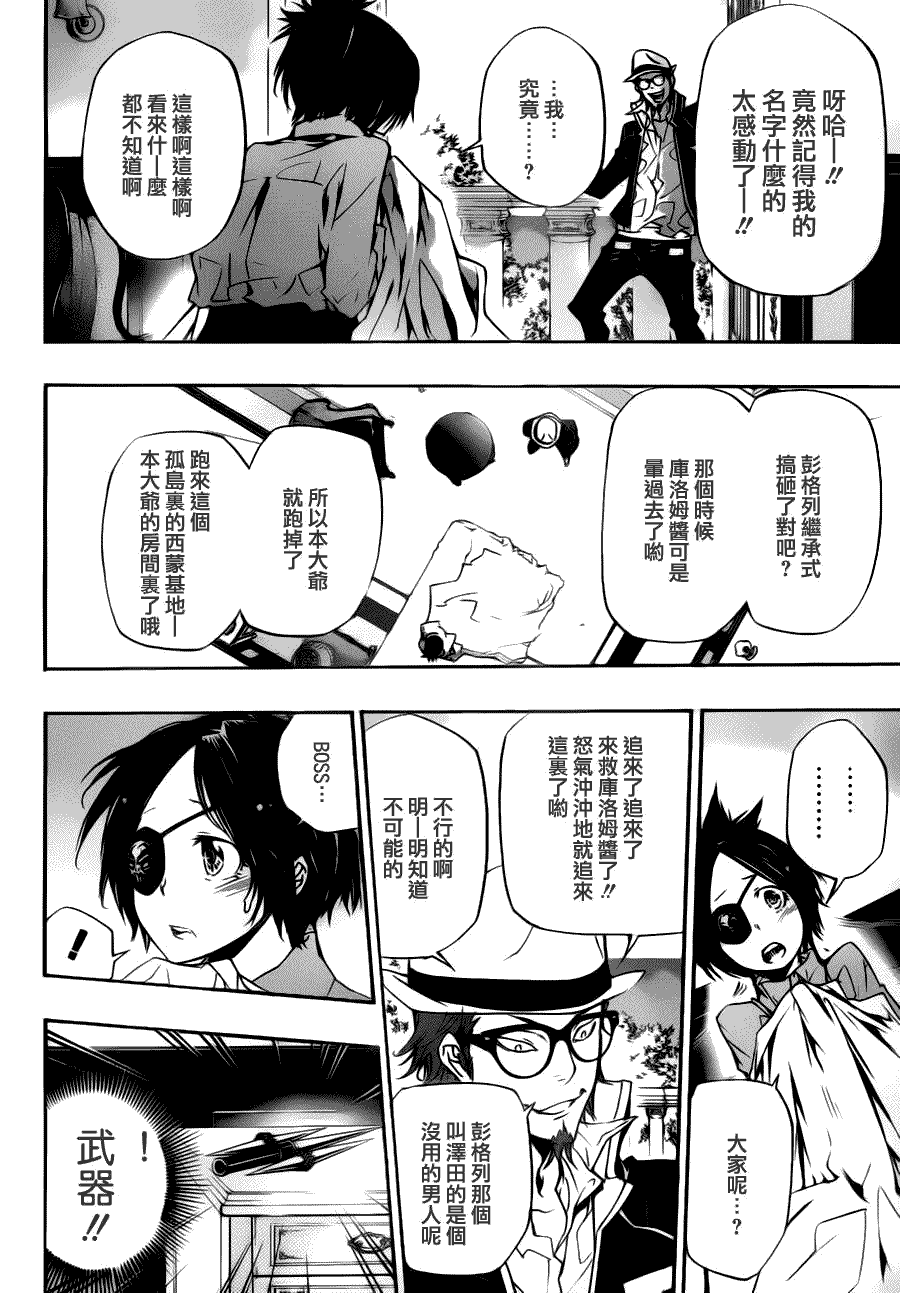 呀哈—!!
竟然記得我的
名字什麼的
太感動了—!!
…我…
究竟……?
這樣啊這樣啊
看來什—麼
都不知道啊
彭格列繼承式
搞砸了對吧?
那個時候
庫洛姆醬可是
暈過去了喲
所以本大爺
就跑掉了
跑來這個
孤島裏的西蒙基地—
本大爺的房間裏了哦
………
大家呢…?
追來了追來了
來救庫洛姆醬了!!
怒氣沖沖地就追來
這裏了喲
不行的啊
明—明知道
不可能的
彭格列那個
叫澤田的是個
沒用的男人呢
BOSS…
!
!
武器!!